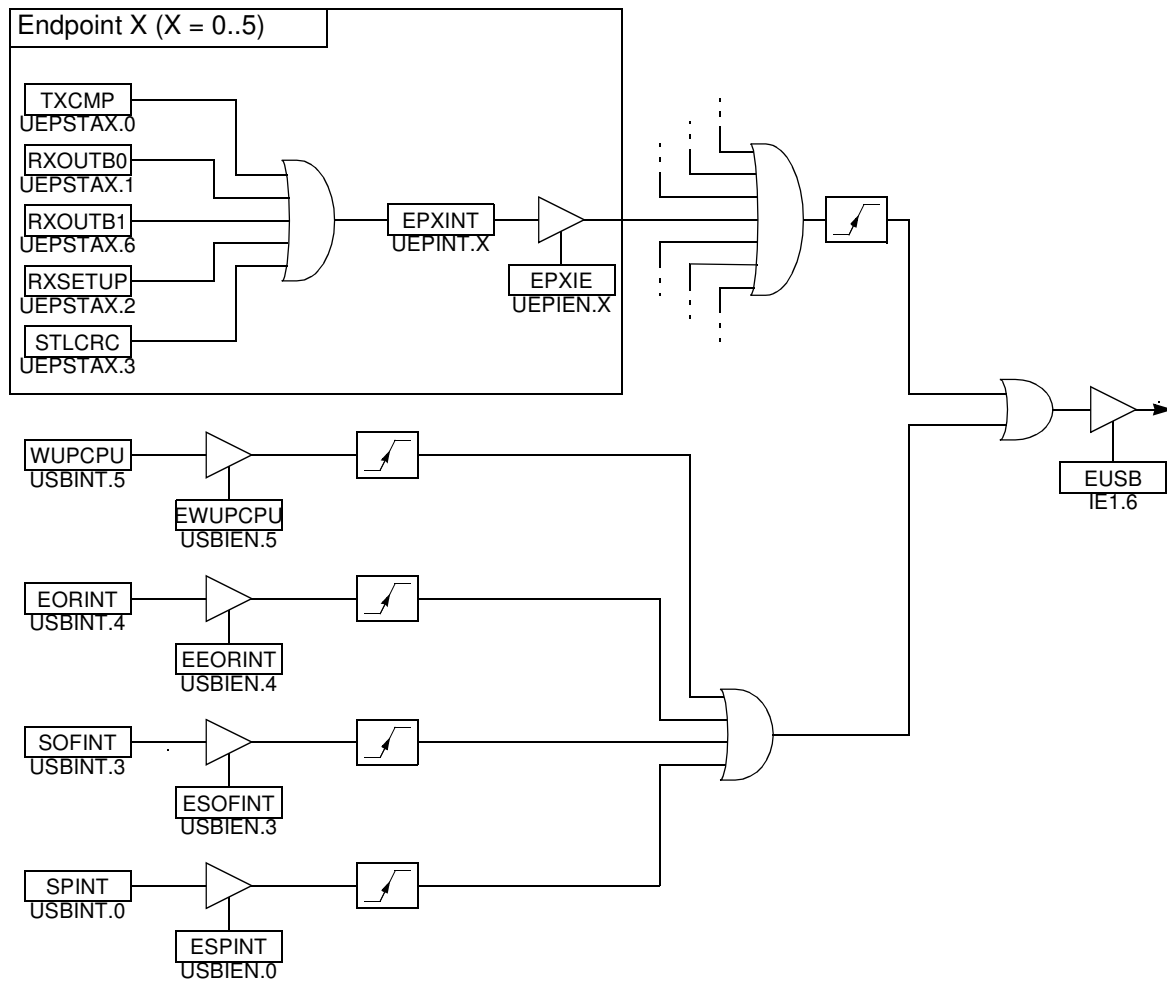 Endpoint X (X = 0..5)
TXCMP
UEPSTAX.0
RXOUTB0
UEPSTAX.1
RXOUTB1
UEPSTAX.6
RXSETUP
UEPSTAX.2
STLCRC
UEPSTAX.3
EPXINT
UEPINT.X
EPXIE
UEPIEN.X
WUPCPU
USBINT.5
EWUPCPU
USBIEN.5
EUSB
IE1.6
EORINT
USBINT.4
EEORINT
USBIEN.4
SOFINT
USBINT.3
ESOFINT
USBIEN.3
SPINT
USBINT.0
ESPINT
USBIEN.0